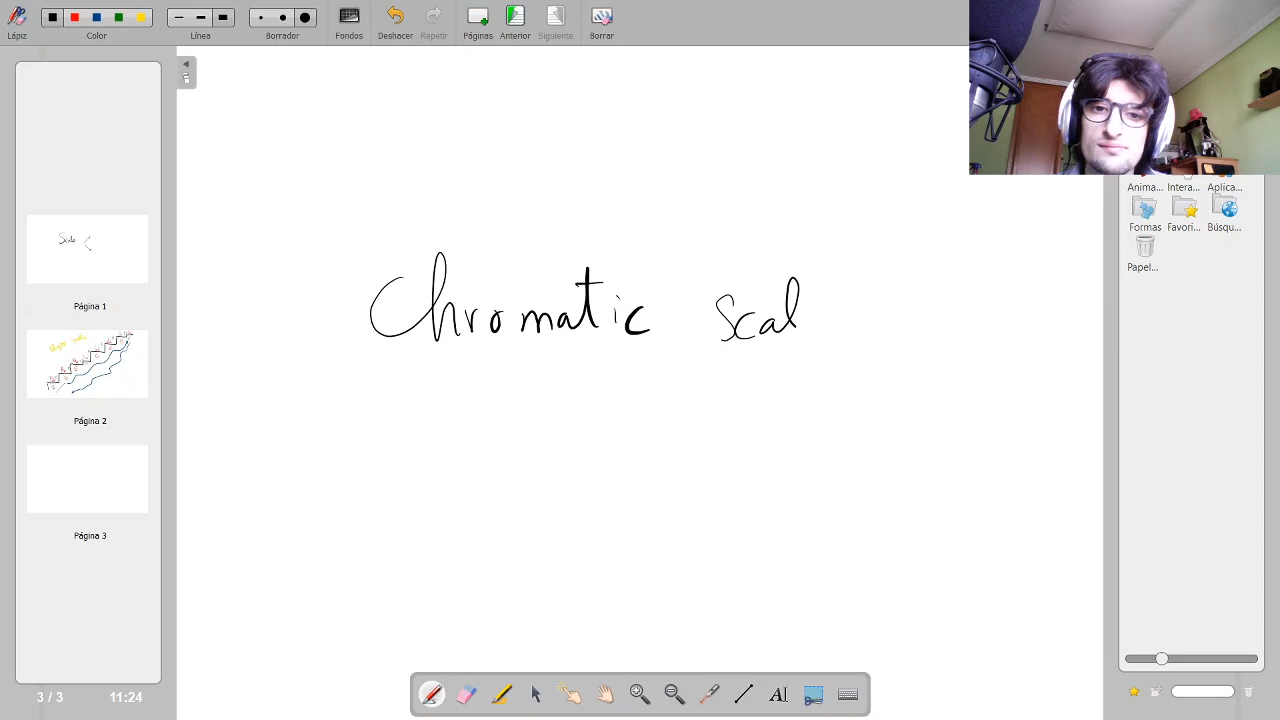 Lápiz Color Línea Borrador Fondos Deshacer Repetir Páginas Anterior Siguiente Borrar
Anima... Intera... Aplica...
Formas Favori... Búsqu...
Papel...
Chromatic Scal
Página 1
Página 2
Página 3
3 / 3 11:24